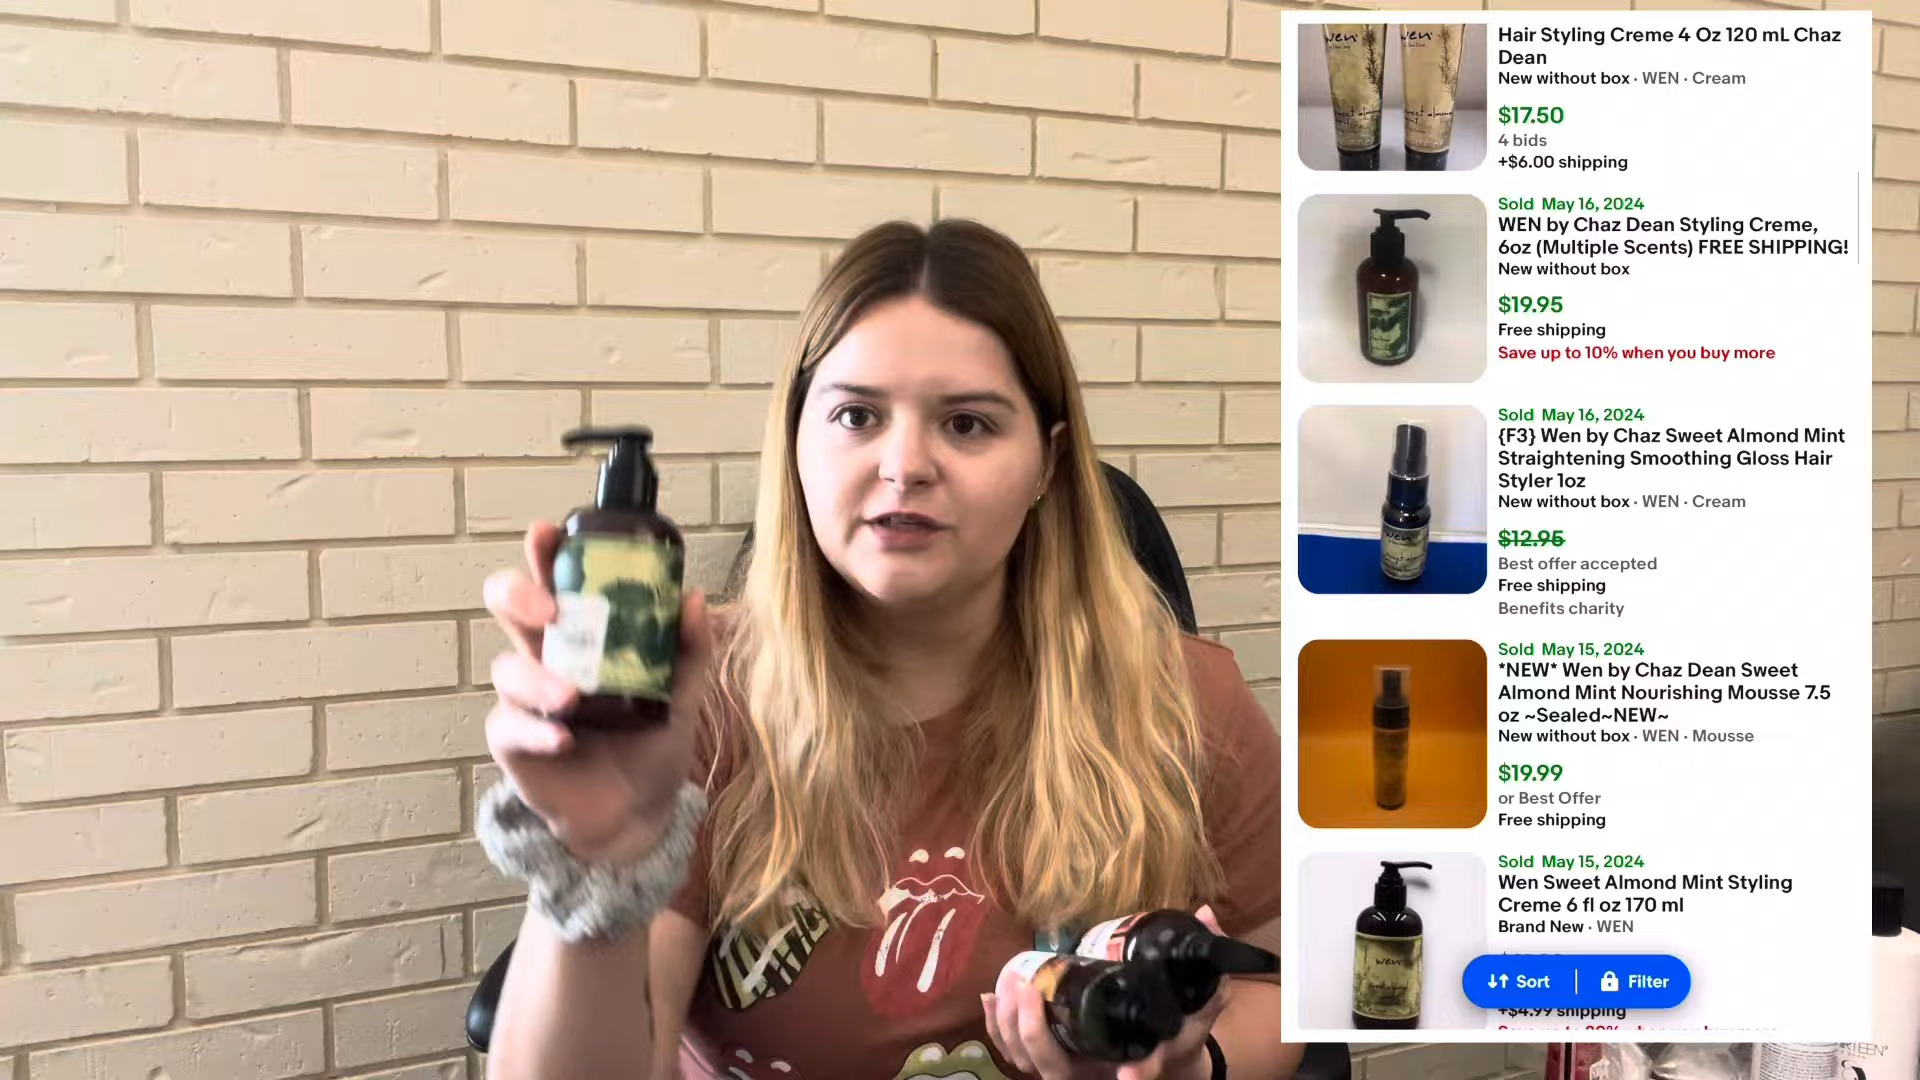 wen wen
Hair Styling Creme 4 Oz 120 mL Chaz
Dean
New without box · WEN · Cream
$17.50
4 bids
+$6.00 shipping
Sold May 16, 2024
WEN by Chaz Dean Styling Creme,
6oz (Multiple Scents) FREE SHIPPING!
New without box
$19.95
Free shipping
Save up to 10% when you buy more
Sold May 16, 2024
{F3} Wen by Chaz Sweet Almond Mint
Straightening Smoothing Gloss Hair
Styler 1oz
New without box · WEN · Cream
$12.95
Best offer accepted
Free shipping
Benefits charity
wen
Sold May 15, 2024
*NEW* Wen by Chaz Dean Sweet
Almond Mint Nourishing Mousse 7.5
oz ~Sealed~NEW~
New without box · WEN · Mousse
$19.99
or Best Offer
Free shipping
Sold May 15, 2024
Wen Sweet Almond Mint Styling
Creme 6 fl oz 170 ml
Brand New · WEN
wen
Sort
Filter
+$4.99 shipping